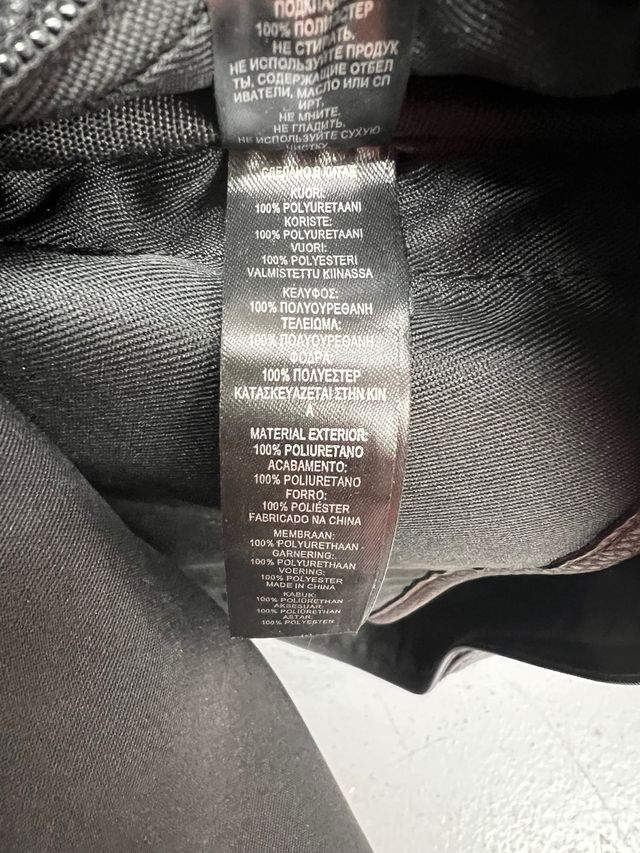 100% ПОЛИЭСТЕР
НЕ СТИРАТЬ.
НЕ ИСПОЛЬЗУЙТЕ ПРОДУК
ТЫ, СОДЕРЖАЩИЕ ОТБЕЛ
ИВАТЕЛИ, МАСЛО ИЛИ СП
ИРТ.
НЕ МНИТЕ.
НЕ ГЛАДИТЬ.
НЕ ИСПОЛЬЗУЙТЕ СУХУЮ
ЧИСТКУ.
KUORI:
100% POLYURETAANI
KORISTE:
100% POLYURETAANI
VUORI:
100% POLYESTERI
VALMISTETTU KIINASSA
ΚΕΛΥΦΟΣ:
100% ΠΟΛΥΟΥΡΕΘΑΝΗ
ΤΕΛΕΙΩΜΑ:
100% ΠΟΛΥΟΥΡΕΘΑΝΗ
ΦΟΔΡΑ:
100% ΠΟΛΥΕΣΤΕΡ
ΚΑΤΑΣΚΕΥΑΖΕΤΑΙ ΣΤΗΝ ΚΙΝ
Α
MATERIAL EXTERIOR:
100% POLIURETANO
ACABAMENTO:
100% POLIURETANO
FORRO:
100% POLIÉSTER
FABRICADO NA CHINA
MEMBRAAN:
100% POLYURETHAAN
GARNERING:
100% POLYURETHAAN
VOERING:
100% POLYESTER
MADE IN CHINA
KABUK:
100% POLIÜRETHAN
AKSESUAR:
100% POLIÜRETHAN
ASTAR:
100% POLYESTER